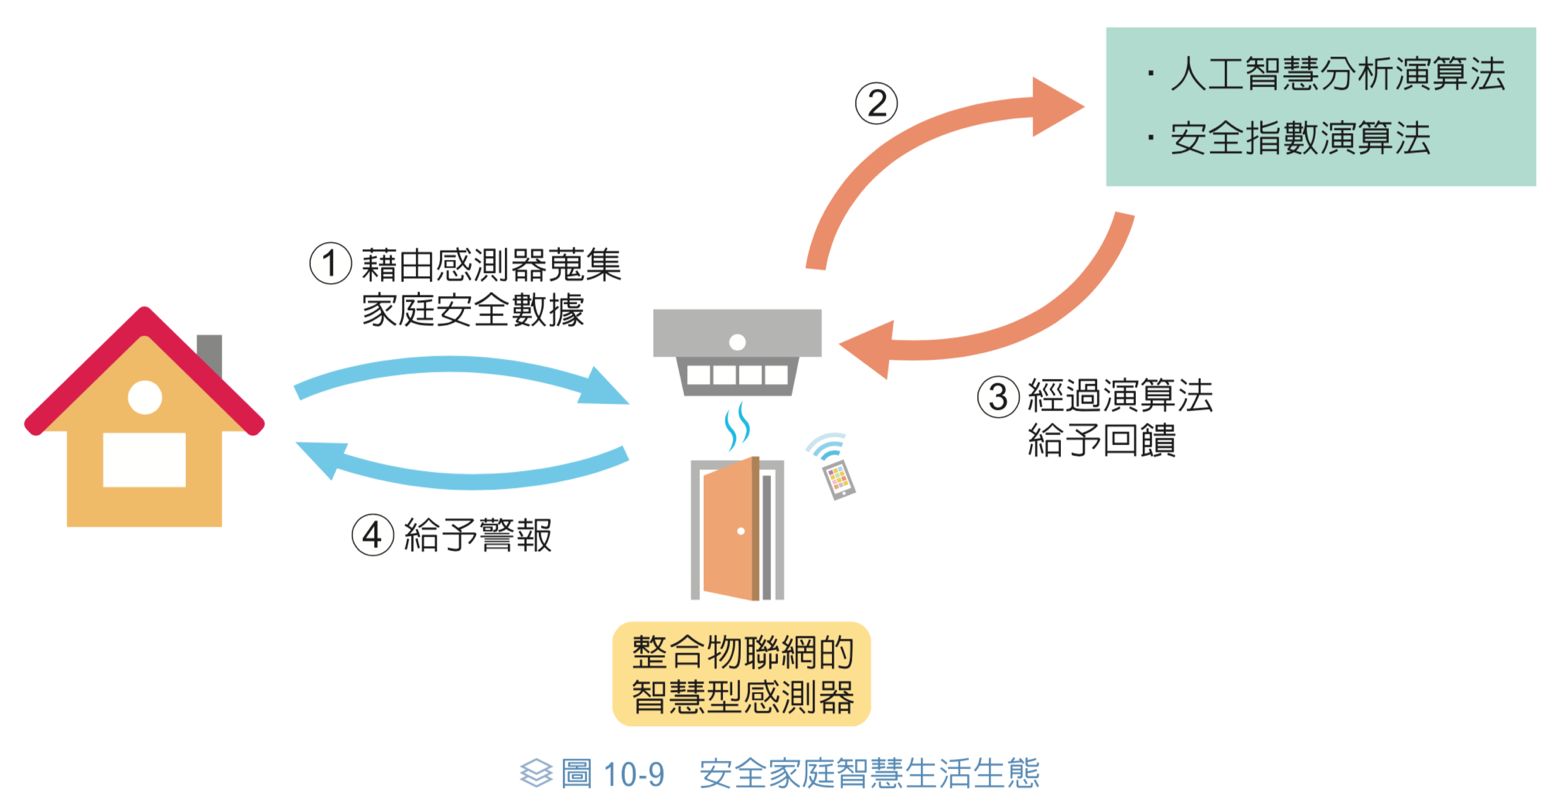 ・人工智慧分析演算法
・安全指數演算法
②
① 藉由感測器蒐集
家庭安全數據
③ 經過演算法
給予回饋
④ 給予警報
整合物聯網的
智慧型感測器
圖 10-9 安全家庭智慧生活生態